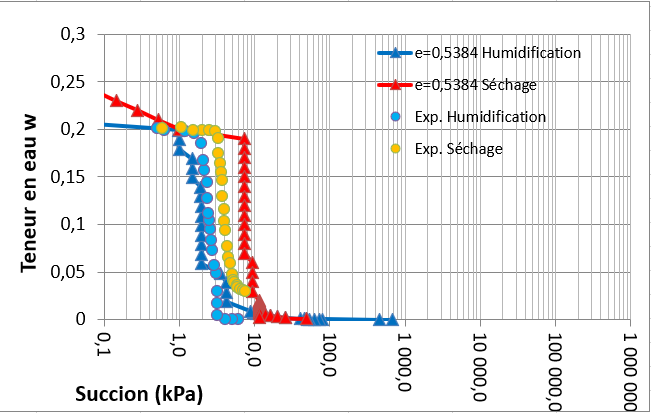 0,3
0,25
0,2
0,15
0,1
0,05
0
Teneur en eau w
e=0,5384 Humidification
e=0,5384 Séchage
Exp. Humidification
Exp. Séchage
0,1
1,0
10,0
100,0
1 000,0
10 000,0
100 000,0
1 000 000
Succion (kPa)